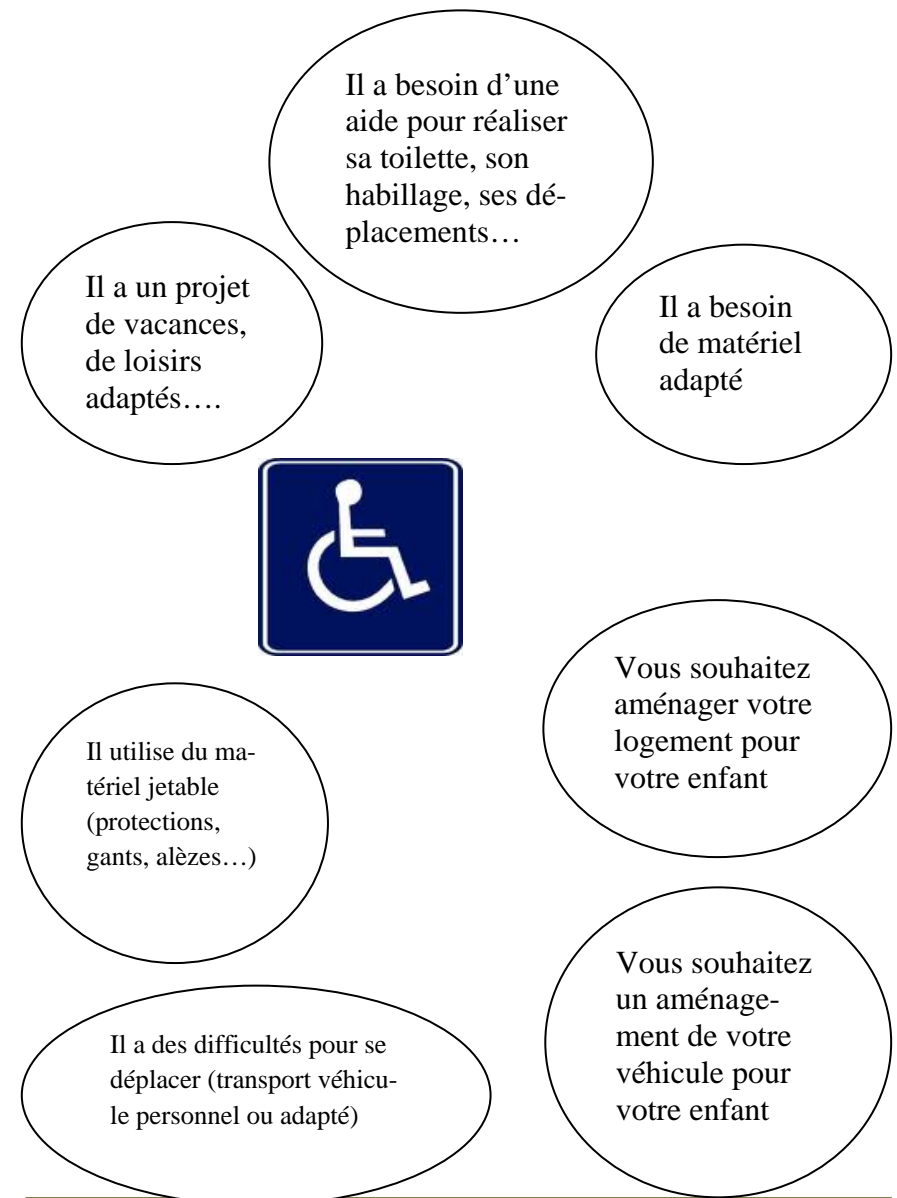 Il a besoin d’une
aide pour réaliser
sa toilette, son
habillage, ses dé-
placements…
Il a un projet
de vacances,
de loisirs
adaptés….
Il a besoin
de matériel
adapté
Vous souhaitez
aménager votre
logement pour
votre enfant
Il utilise du ma-
tériel jetable
(protections,
gants, alèzes…)
Vous souhaitez
un aménage-
ment de votre
véhicule pour
votre enfant
Il a des difficultés pour se
déplacer (transport véhicu-
le personnel ou adapté)